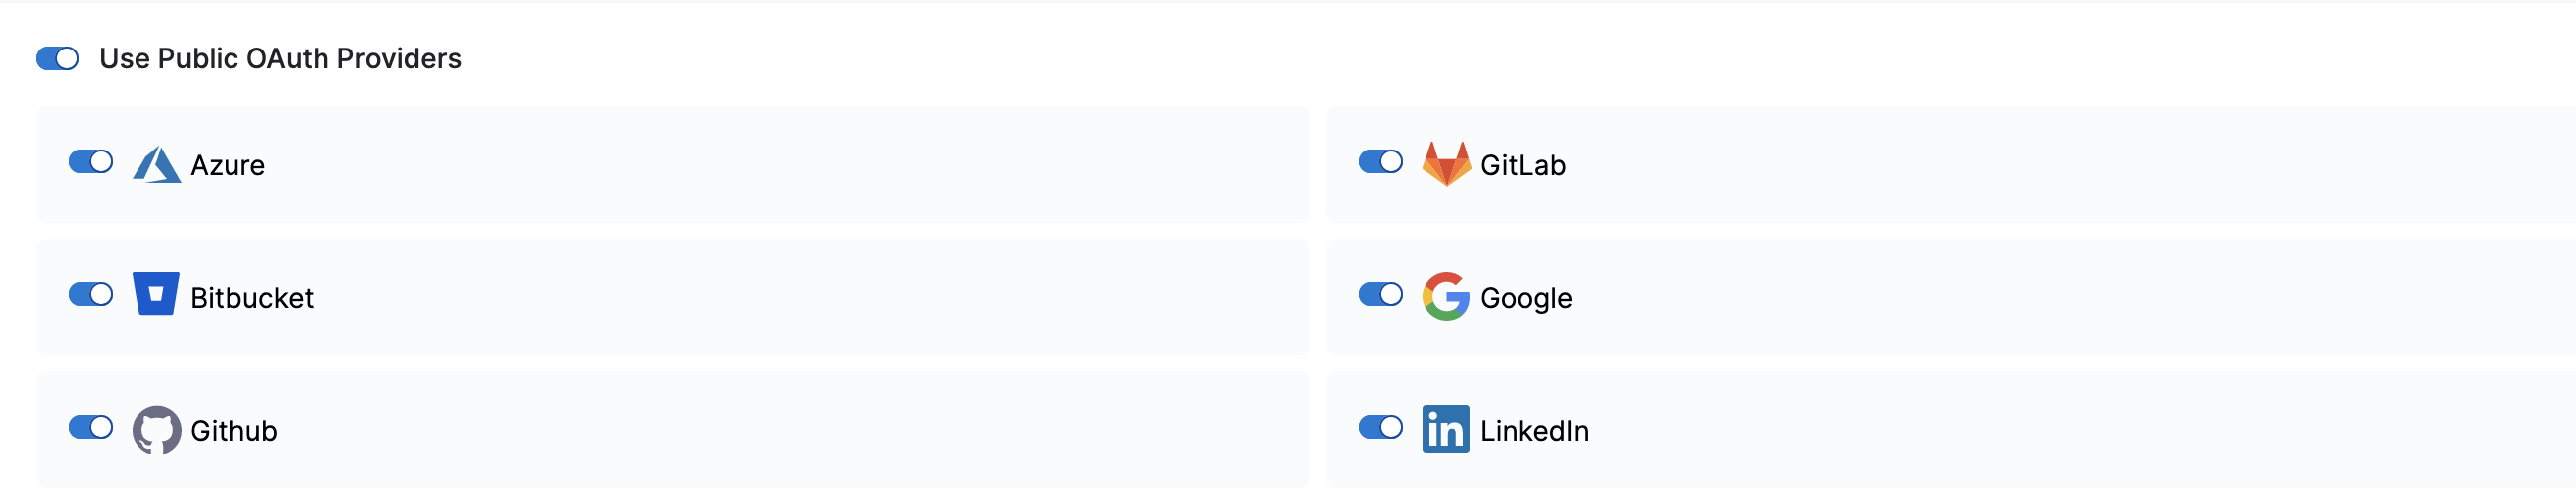 Use Public OAuth Providers
Azure
GitLab
Bitbucket
Google
Github
LinkedIn